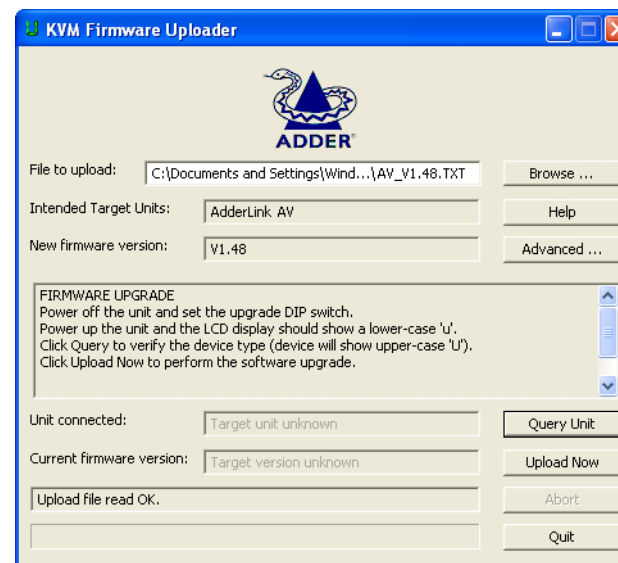 KVM Firmware Uploader
ADDER®
File to upload: C:\Documents and Settings\Wind...\AV_V1.48.TXT Browse ...
Intended Target Units: AdderLink AV Help
New firmware version: V1.48 Advanced ...
FIRMWARE UPGRADE
Power off the unit and set the upgrade DIP switch.
Power up the unit and the LCD display should show a lower-case 'u'.
Click Query to verify the device type (device will show upper-case 'U').
Click Upload Now to perform the software upgrade.
Unit connected: Target unit unknown Query Unit
Current firmware version: Target version unknown Upload Now
Upload file read OK. Abort
Quit